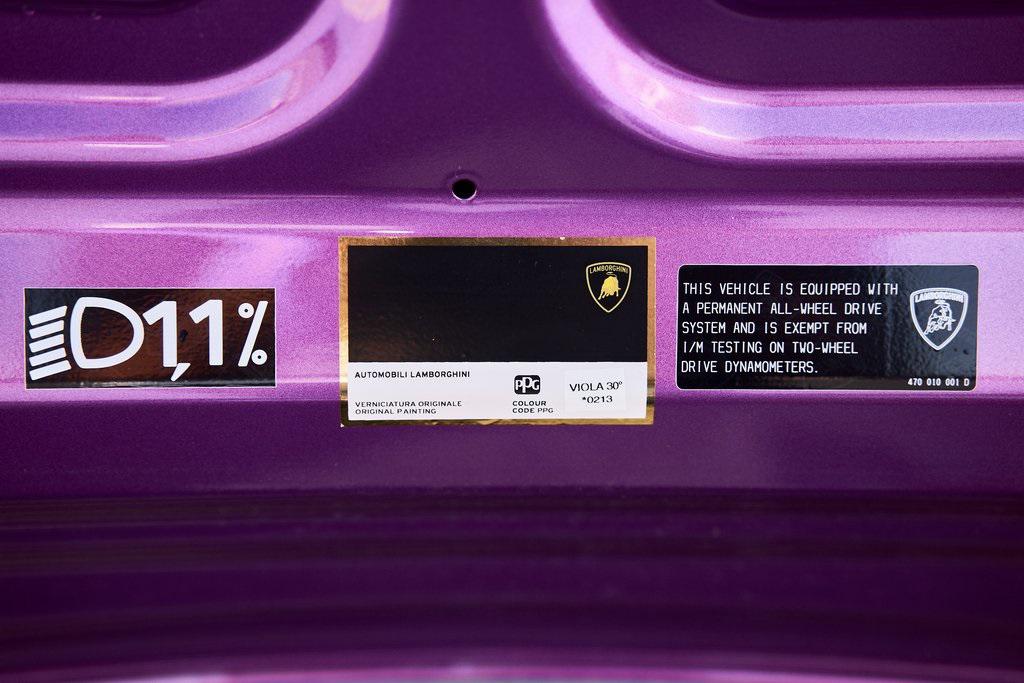 1,1%
LAMBORGHINI
AUTOMOBILI LAMBORGHINI
VERNICIATURA ORIGINALE
ORIGINAL PAINTING
PPG
COLOUR
CODE PPG
VIOLA 30°
*0213
THIS VEHICLE IS EQUIPPED WITH
A PERMANENT ALL-WHEEL DRIVE
SYSTEM AND IS EXEMPT FROM
I/M TESTING ON TWO-WHEEL
DRIVE DYNAMOMETERS.
LAMBORGHINI
470 010 001 D